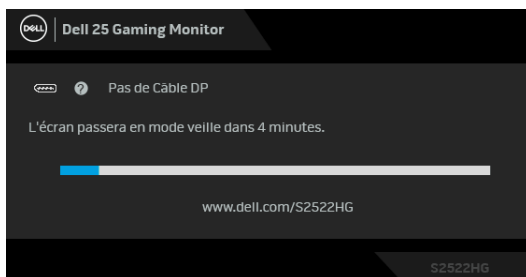 DELL
Dell 25 Gaming Monitor
Pas de Câble DP
L'écran passera en mode veille dans 4 minutes.
www.dell.com/S2522HG
S2522HG